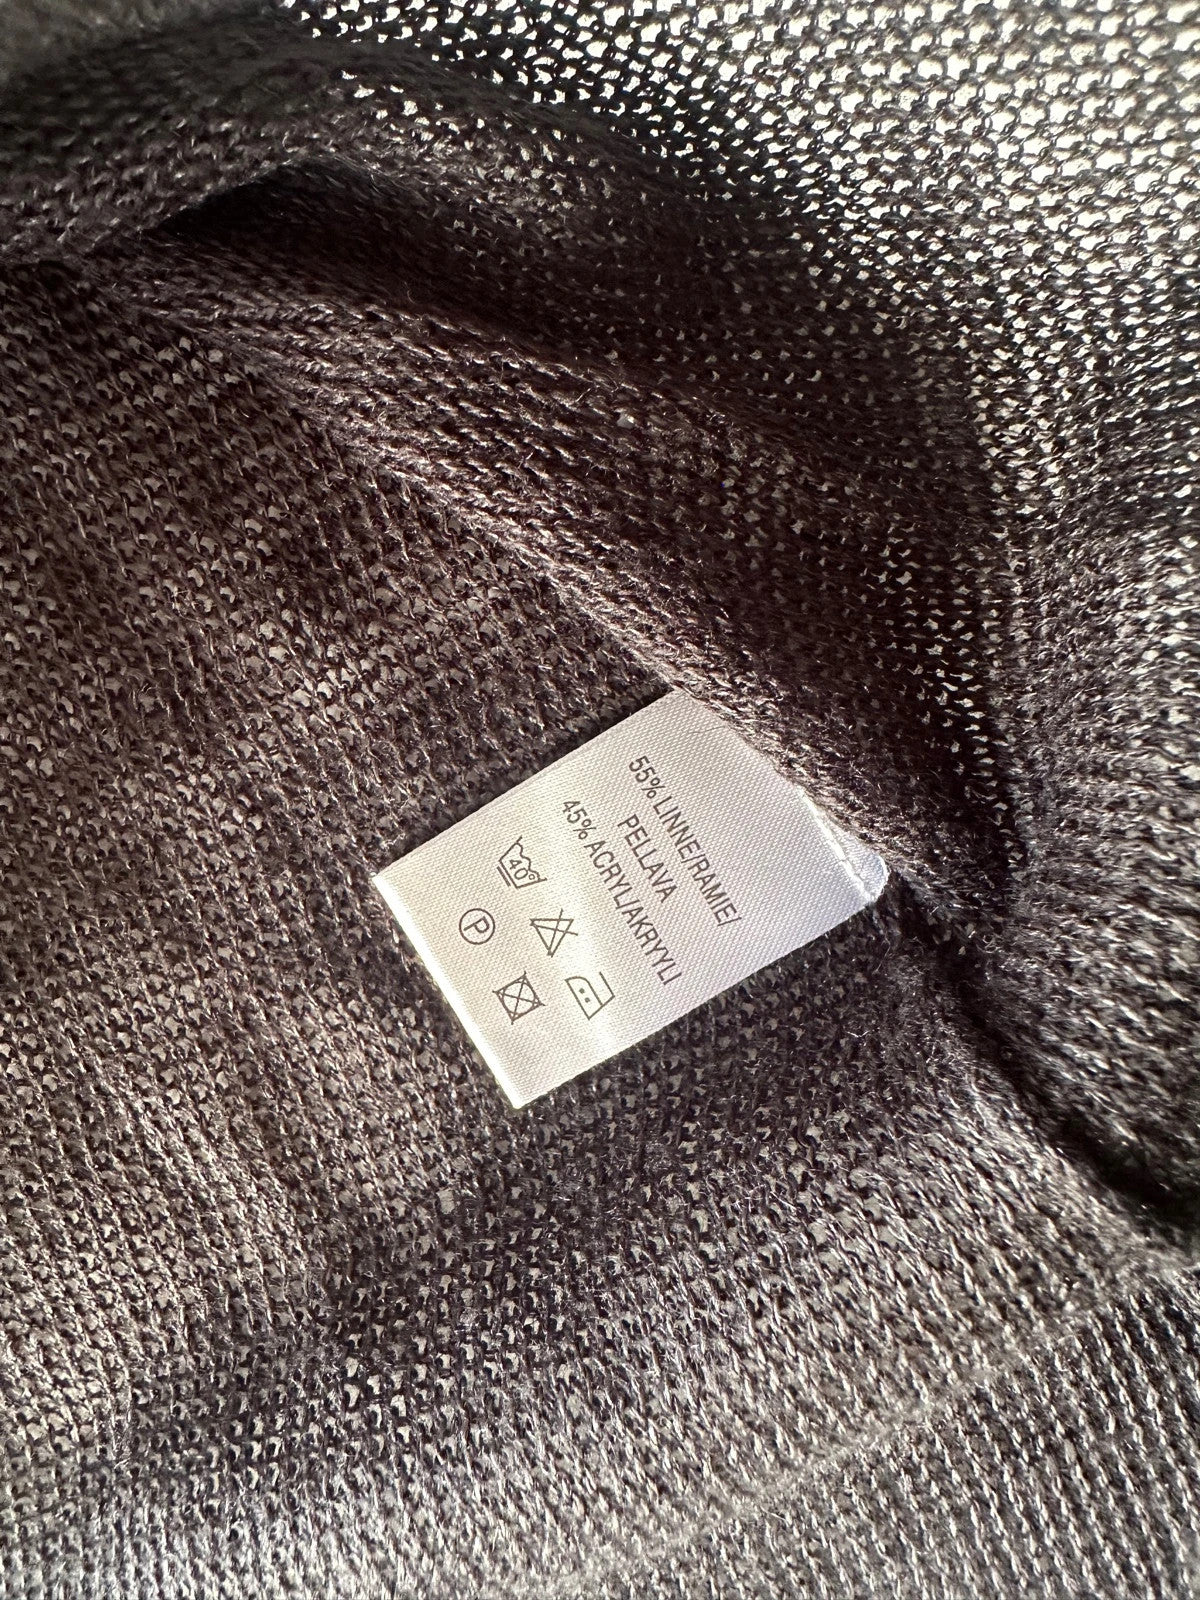 55% LINNE/RAMIE/
PELLAVA
45% ACRYL/AKRYYLI
40°
P